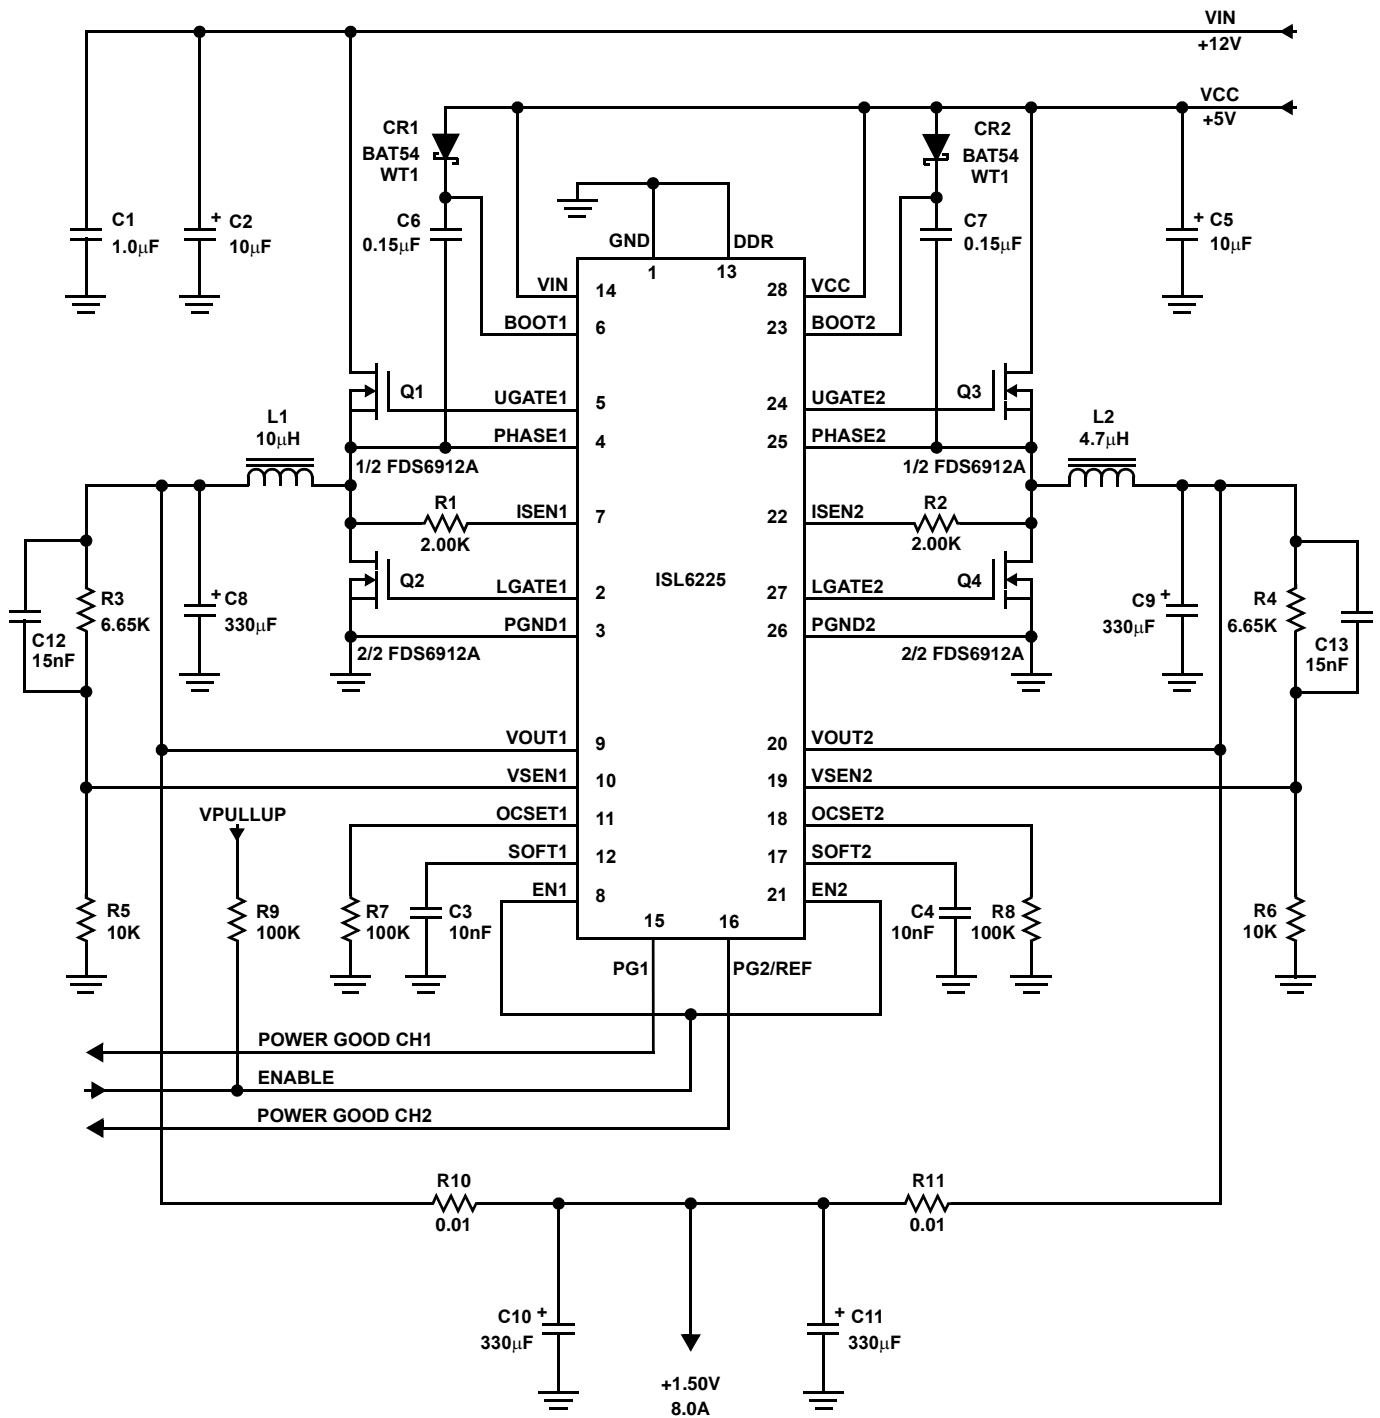 VIN
+12V
VCC
+5V
CR1
BAT54
WT1
CR2
BAT54
WT1
C1
1.0µF
+ C2
10µF
C6
0.15µF
C7
0.15µF
+ C5
10µF
GND
DDR
1
13
VIN
14
28
VCC
BOOT1
6
23
BOOT2
Q1
UGATE1
5
24
UGATE2
Q3
L1
10µH
PHASE1
4
25
PHASE2
L2
4.7µH
1/2 FDS6912A
1/2 FDS6912A
R1
2.00K
ISEN1
7
22
ISEN2
R2
2.00K
ISL6225
Q2
LGATE1
2
27
LGATE2
Q4
R3
6.65K
+ C8
330µF
C9 +
330µF
R4
6.65K
C12
15nF
C13
15nF
PGND1
3
26
PGND2
2/2 FDS6912A
2/2 FDS6912A
VOUT1
9
20
VOUT2
VSEN1
10
19
VSEN2
VPULLUP
OCSET1
11
18
OCSET2
SOFT1
12
17
SOFT2
EN1
8
21
EN2
R5
10K
R9
100K
R7
100K
C3
10nF
15
16
C4
10nF
R8
100K
R6
10K
PG1
PG2/REF
POWER GOOD CH1
ENABLE
POWER GOOD CH2
R10
0.01
R11
0.01
C10 +
330µF
+ C11
330µF
+1.50V
8.0A